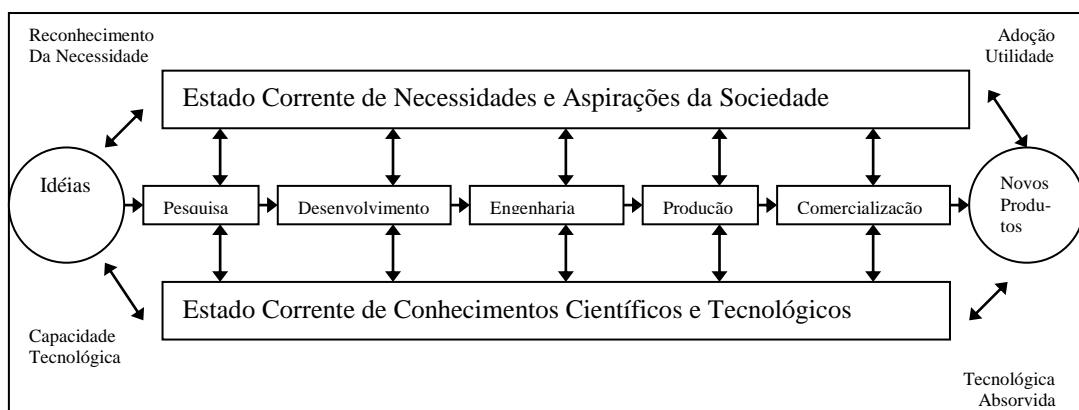 Reconhecimento
Da Necessidade
Adoção
Utilidade
Estado Corrente de Necessidades e Aspirações da Sociedade
Idéias
Pesquisa
Desenvolvimento
Engenharia
Produção
Comercialização
Novos
Produ-
tos
Estado Corrente de Conhecimentos Científicos e Tecnológicos
Capacidade
Tecnológica
Tecnológica
Absorvida